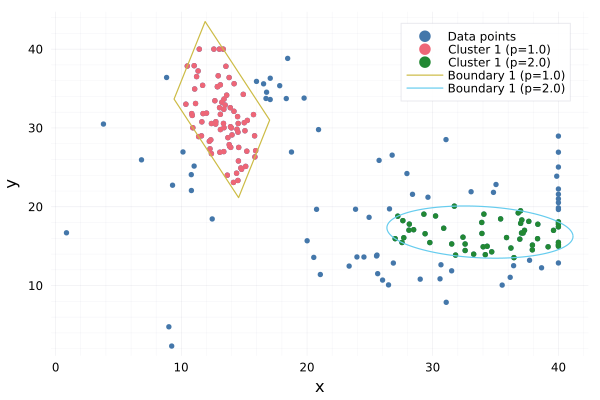 Data points
Cluster 1 (p=1.0)
Cluster 1 (p=2.0)
Boundary 1 (p=1.0)
Boundary 1 (p=2.0)
40
30
20
10
y
0 10 20 30 40
x